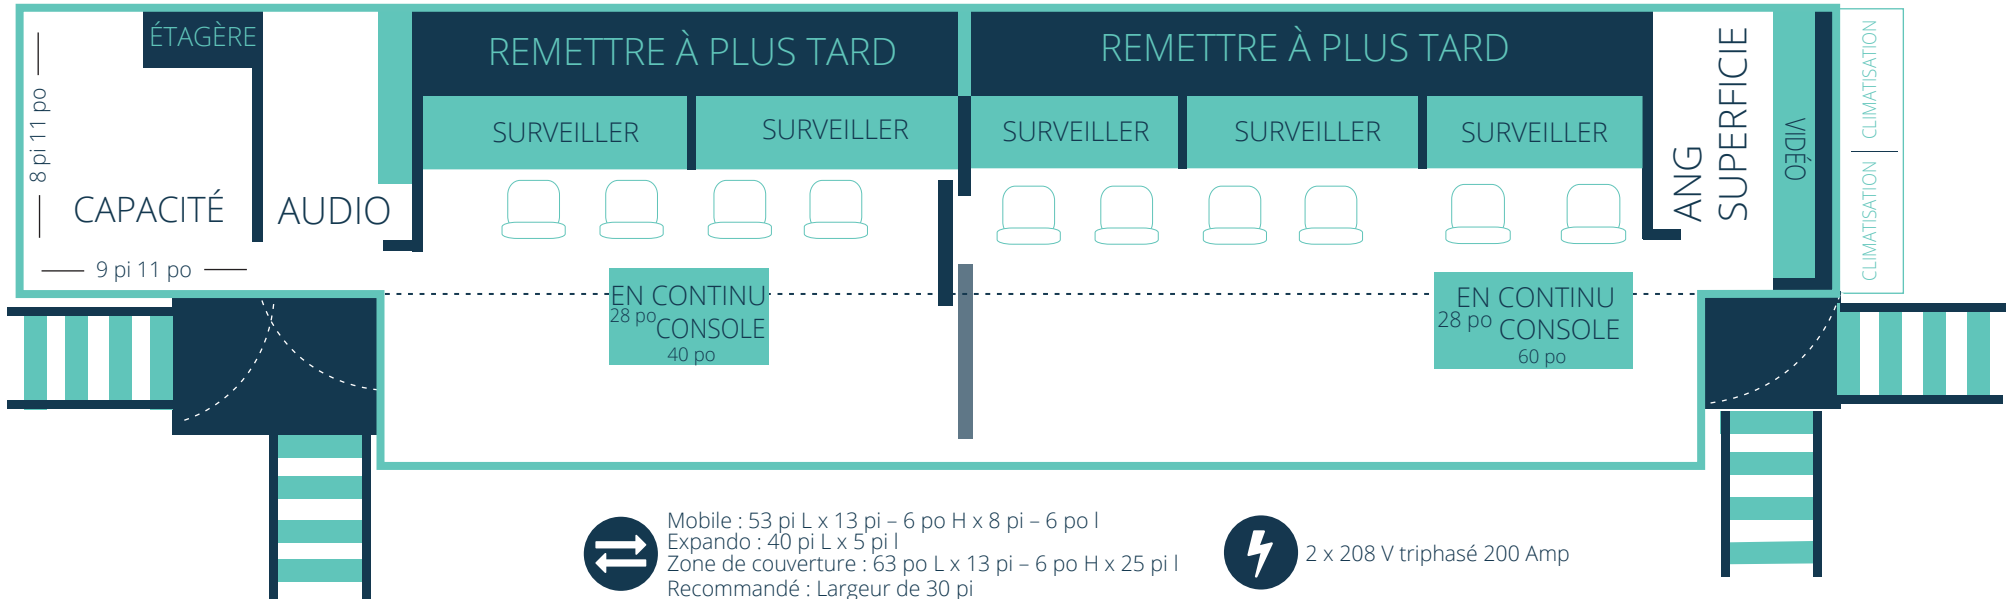 ÉTAGÈRE
REMETTRE À PLUS TARD
REMETTRE À PLUS TARD
SURVEILLER
SURVEILLER
SURVEILLER
SURVEILLER
SURVEILLER
8 pi 11 po
CAPACITÉ
AUDIO
9 pi 11 po
ANG
SUPERFICIE
VIDÉO
CLIMATISATION
CLIMATISATION
EN CONTINU
28 po
CONSOLE
40 po
EN CONTINU
28 po
CONSOLE
60 po
Mobile : 53 pi L x 13 pi – 6 po H x 8 pi – 6 po l
Expando : 40 pi L x 5 pi l
Zone de couverture : 63 po L x 13 pi – 6 po H x 25 pi l
Recommandé : Largeur de 30 pi
2 x 208 V triphasé 200 Amp